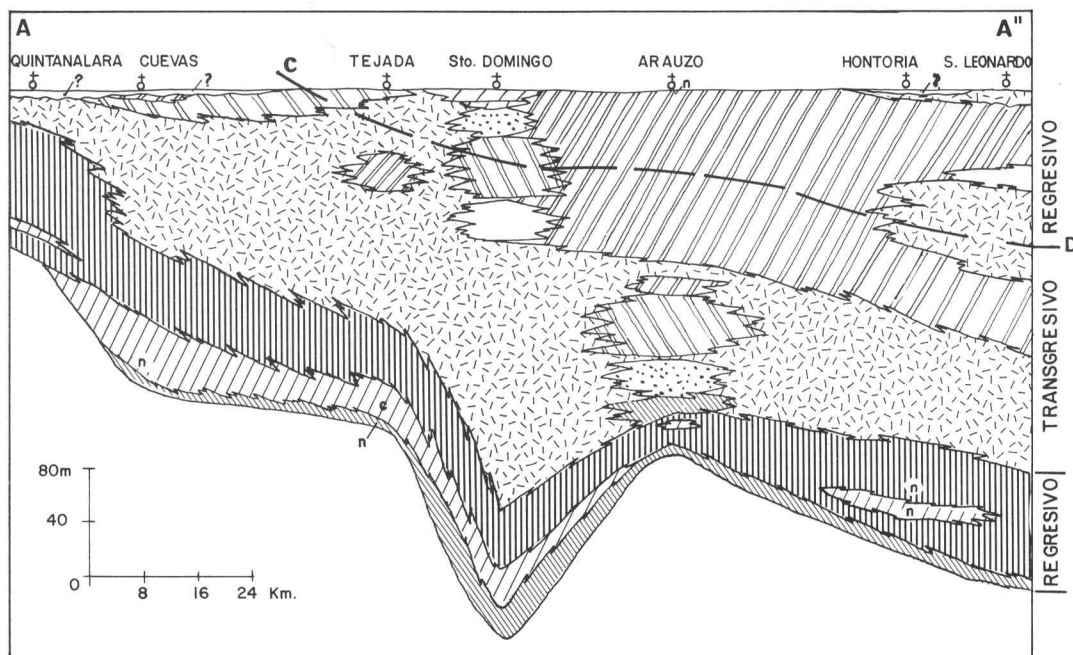 A A"
QUINTANALARA CUEVAS TEJADA Sto. DOMINGO ARAUZO HONTORIA S. LEONARDO
? ? C n ?
REGRESIVO
D
TRANSGRESIVO
n
c
n
80m
40
0
8 16 24 Km.
n
n
REGRESIVO